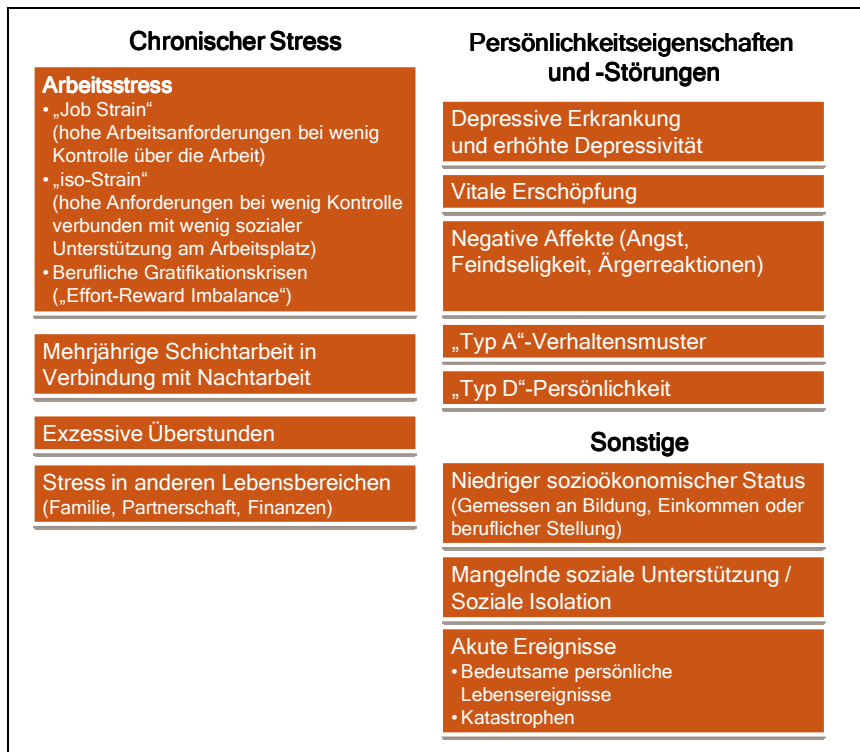 Chronischer Stress
Arbeitsstress
• „Job Strain“
(hohe Arbeitsanforderungen bei wenig
Kontrolle über die Arbeit)
• „iso-Strain“
(hohe Anforderungen bei wenig Kontrolle
verbunden mit wenig sozialer
Unterstützung am Arbeitsplatz)
• Berufliche Gratifikationskrisen
(„Effort-Reward Imbalance“)
Mehrjährige Schichtarbeit in
Verbindung mit Nachtarbeit
Exzessive Überstunden
Stress in anderen Lebensbereichen
(Familie, Partnerschaft, Finanzen)
Persönlichkeitseigenschaften
und -Störungen
Depressive Erkrankung
und erhöhte Depressivität
Vitale Erschöpfung
Negative Affekte (Angst,
Feindseligkeit, Ärgerreaktionen)
„Typ A“-Verhaltensmuster
„Typ D“-Persönlichkeit
Sonstige
Niedriger sozioökonomischer Status
(Gemessen an Bildung, Einkommen oder
beruflicher Stellung)
Mangelnde soziale Unterstützung /
Soziale Isolation
Akute Ereignisse
• Bedeutsame persönliche
Lebensereignisse
• Katastrophen